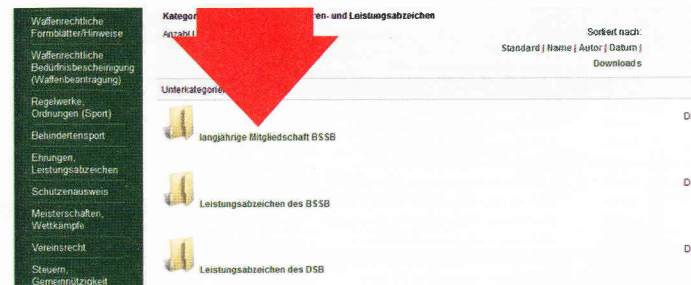 Waffenrechtliche
Formblätter/Hinweise
Waffenrechtliche
Bedürfnisbescheinigung
(Waffenbeantragung)
Regelwerke,
Ordnungen (Sport)
Behindertensport
Ehrungen,
Leistungsabzeichen
Schützenausweis
Meisterschaften,
Wettkämpfe
Vereinsrecht
Steuern,
Gemeinnützigkeit
Kategor
ren- und Leistungsabzeichen
Anzahl
Sortiert nach:
Standard | Name | Autor | Datum |
Downloads
Unterkategorie
langjährige Mitgliedschaft BSSB
D
Leistungsabzeichen des BSSB
D
Leistungsabzeichen des DSB
D